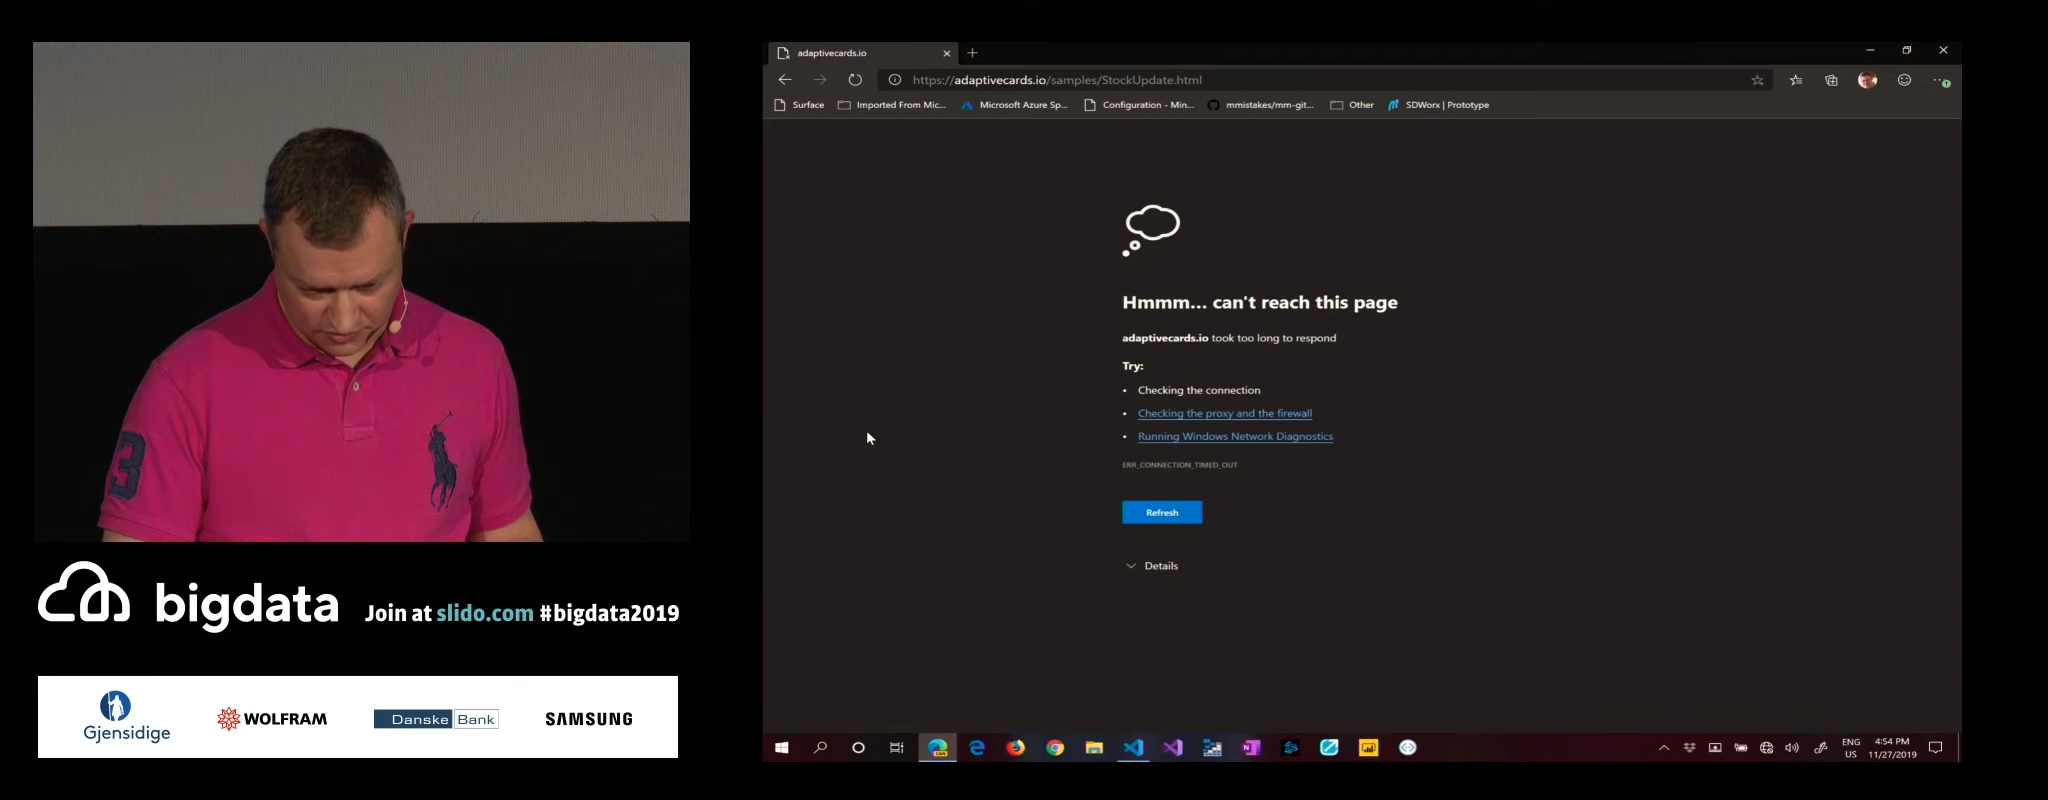 3
bigdata
Join at slido.com #bigdata2019
Gjensidige
WOLFRAM
Danske Bank
SAMSUNG
adaptivecards.io
https://adaptivecards.io/samples/StockUpdate.html
Surface
Imported From Mic...
Microsoft Azure Sp...
Configuration - Min...
mmistakes/mm-git...
Other
SDWorx | Prototype
Hmmm... can't reach this page
adaptivecards.io took too long to respond
Try:
• Checking the connection
• Checking the proxy and the firewall
• Running Windows Network Diagnostics
ERR_CONNECTION_TIMED_OUT
Refresh
Details
CAN
ENG
US
4:54 PM
11/27/2019